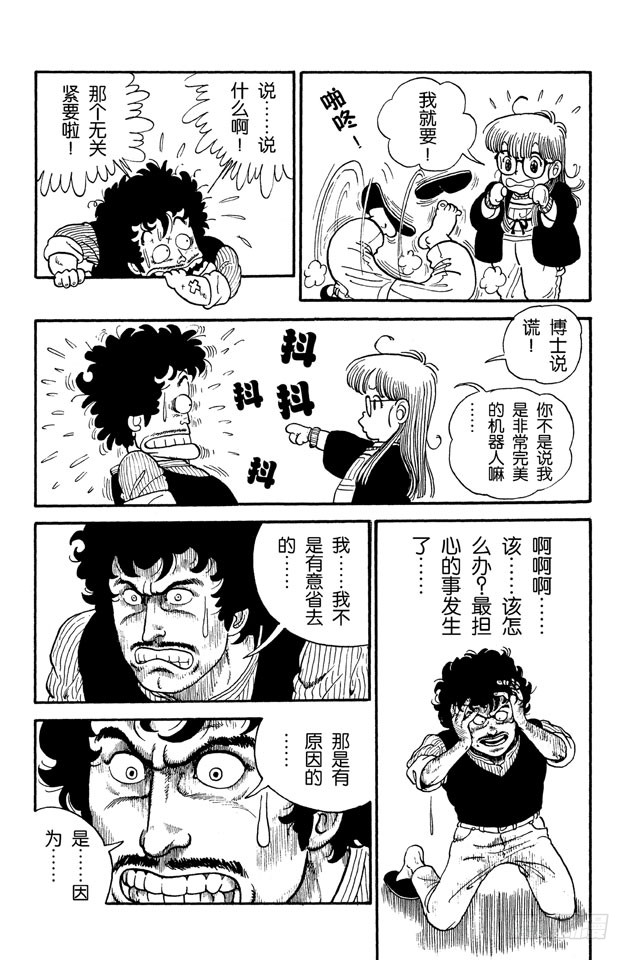 我
就
要！
啪咚！
说……说
什么啊！
那个无关
紧要啦！
博士说
谎！
你不是说我
是非常完美
的机器人嘛
……
抖
抖
抖
抖
啊啊啊……
该……该怎
么办？最担
心的事发生
了……
我……我不
是有意省去
的……
那是有
原因的
……
是……因
为……